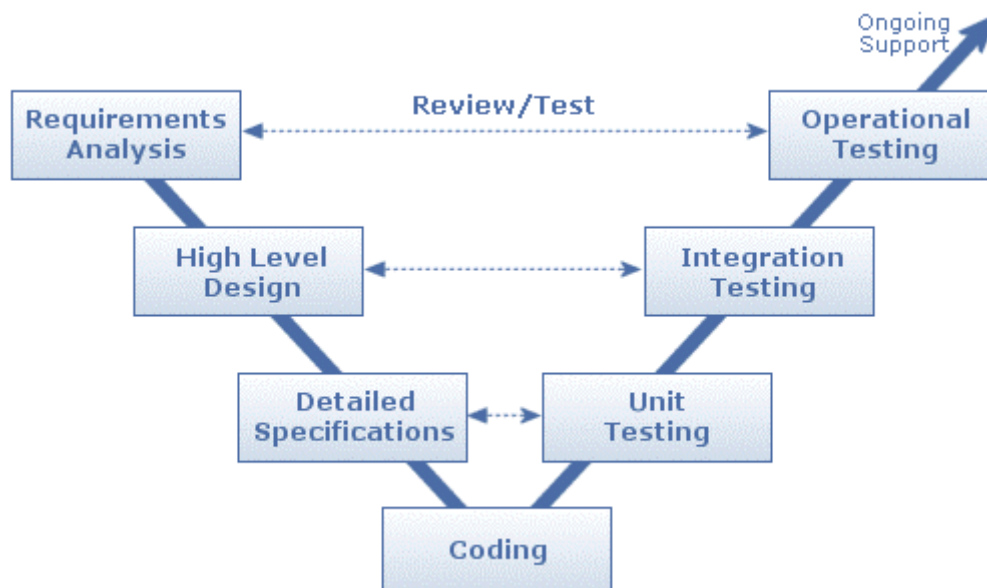 Ongoing
Support
Requirements
Analysis
Review/Test
Operational
Testing
High Level
Design
Integration
Testing
Detailed
Specifications
Unit
Testing
Coding